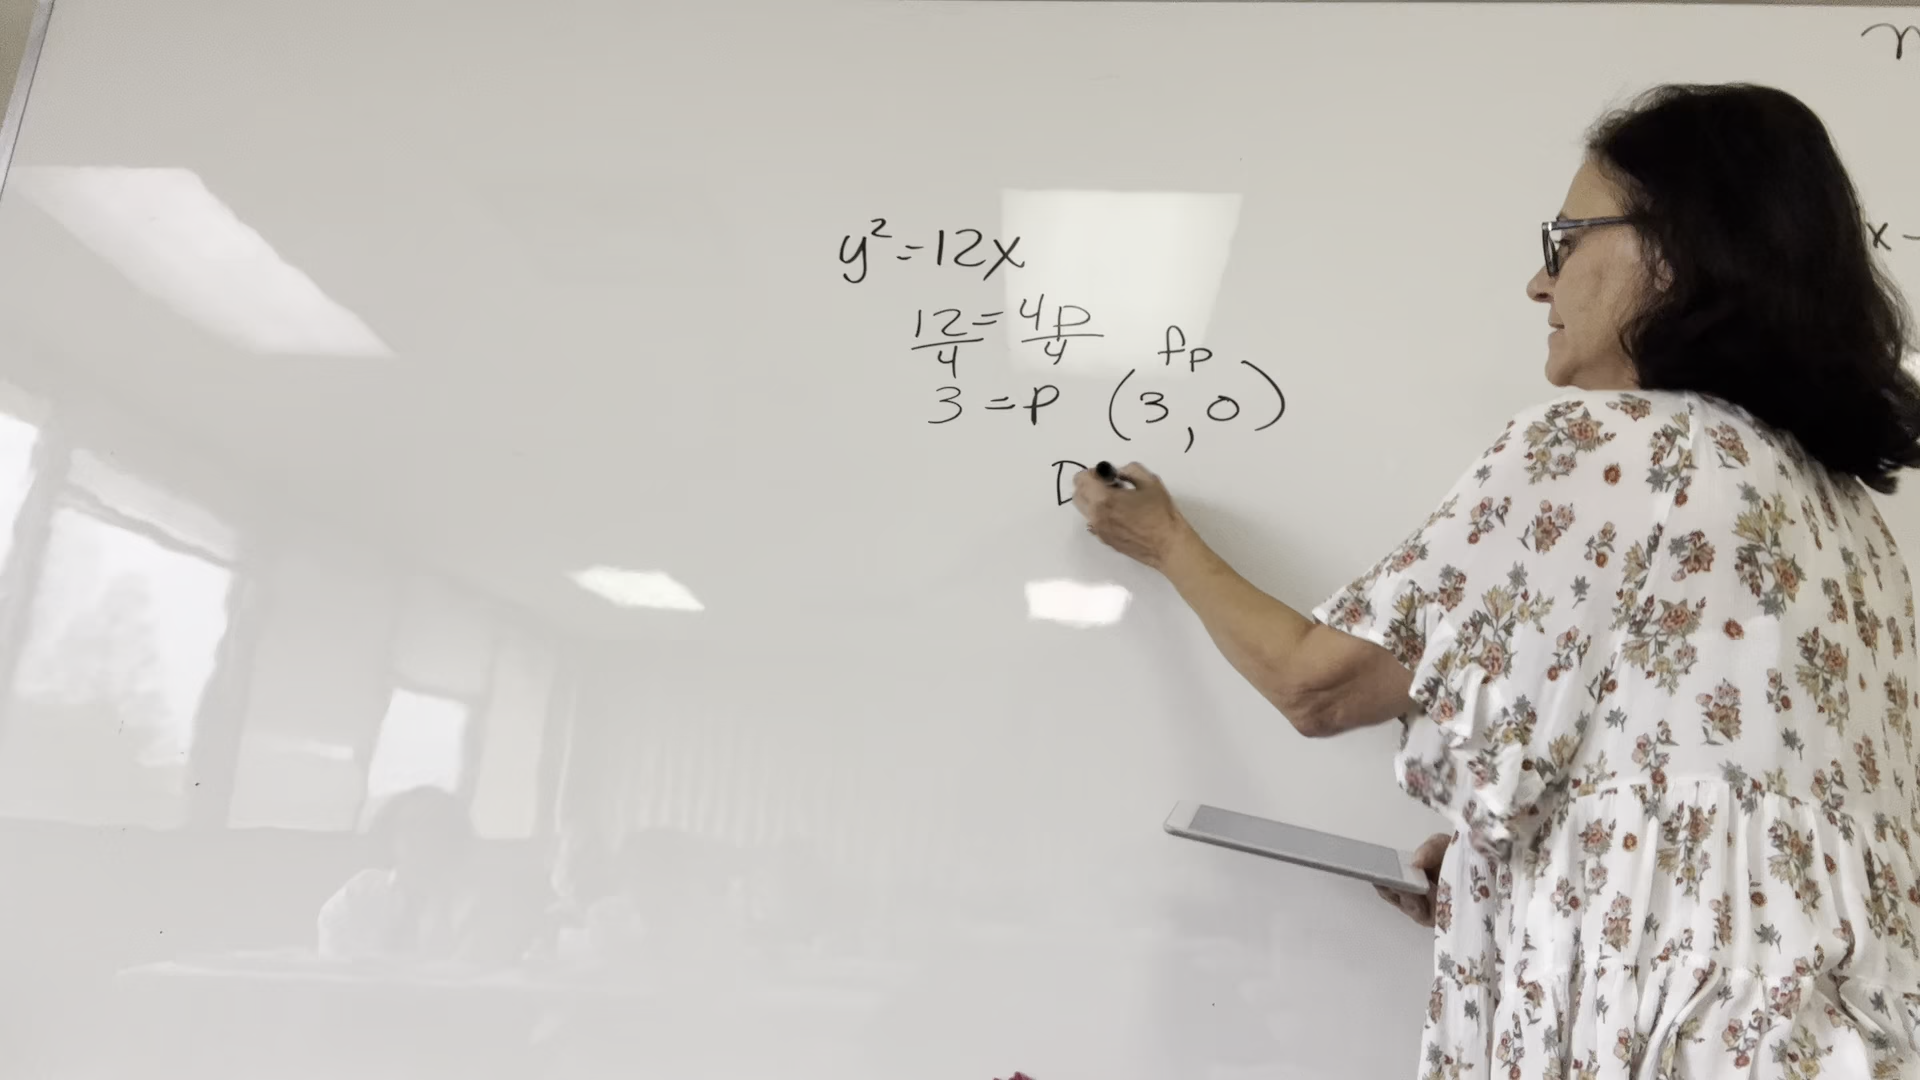 y² = 12x
12/4 = 4p/4
fp
3 = p (3, 0)
D
x -